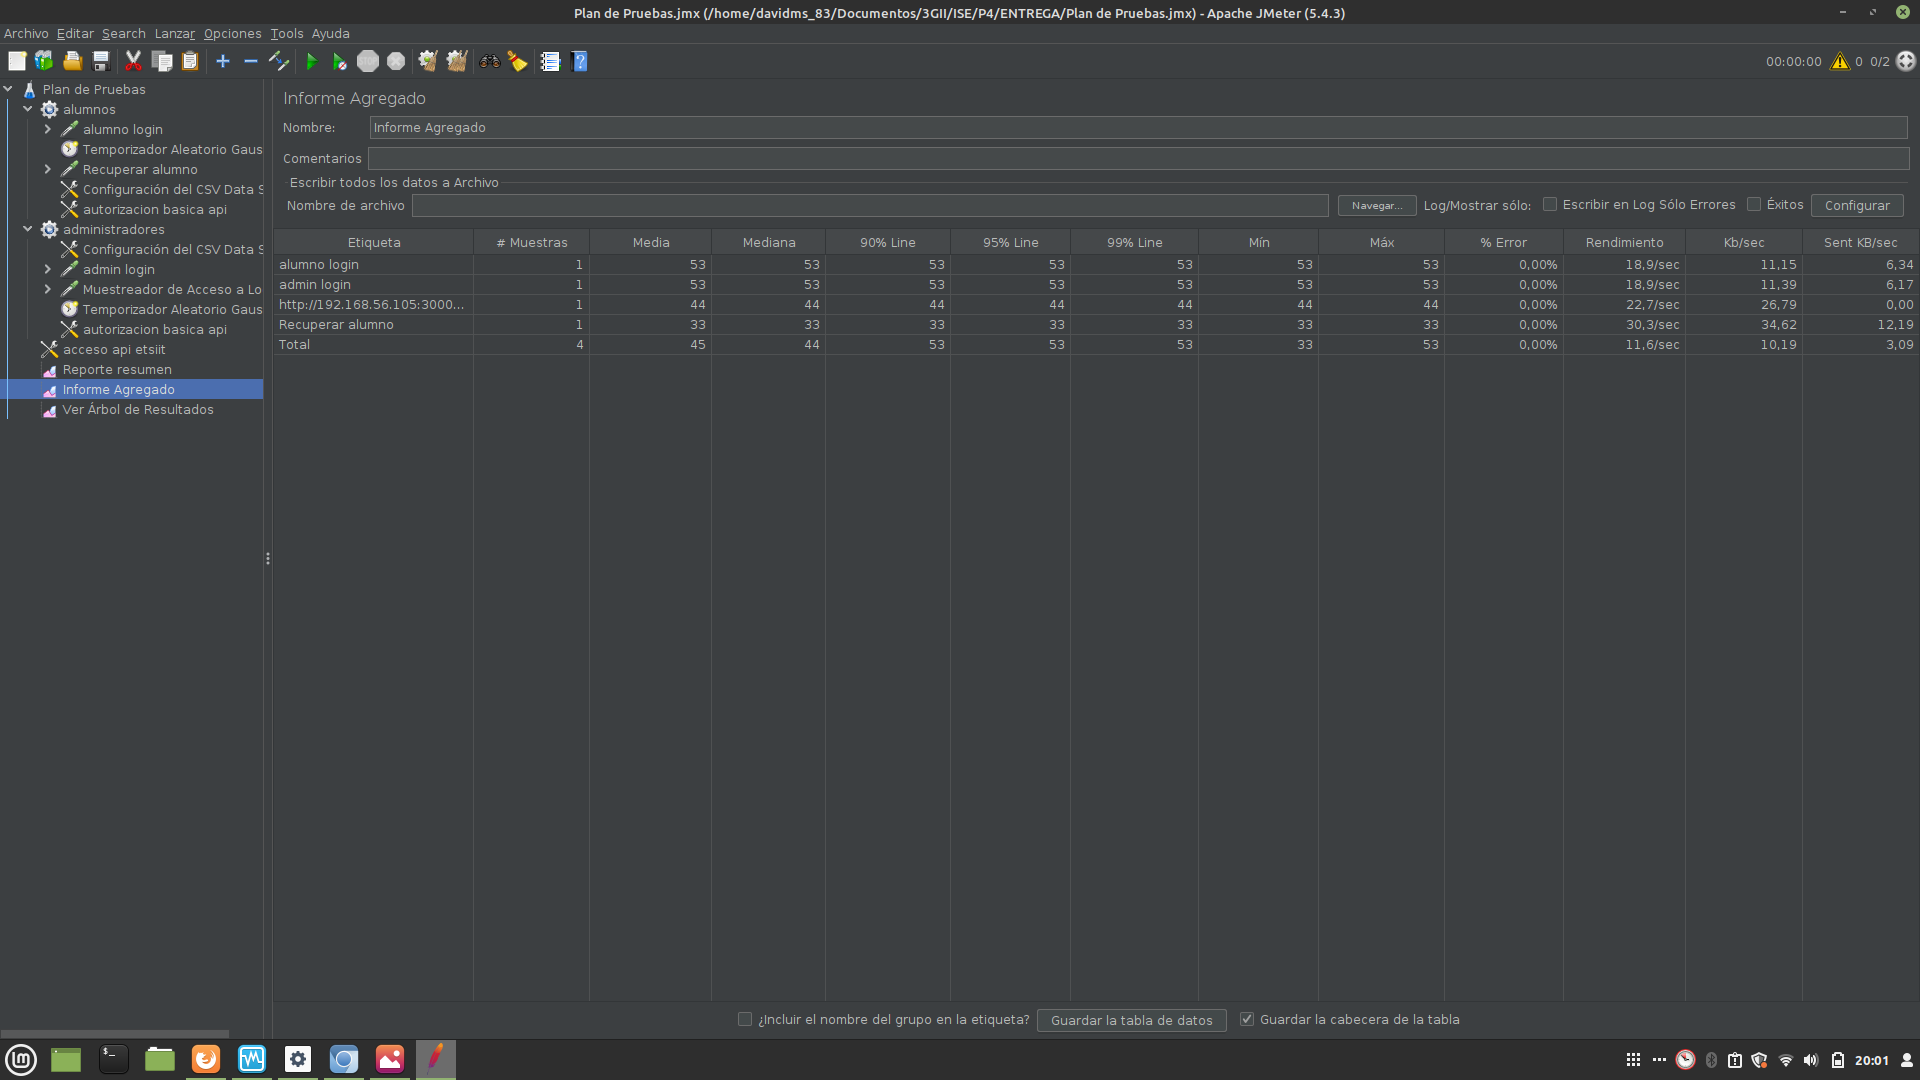 Plan de Pruebas.jmx (/home/davidms_83/Documentos/3GII/ISE/P4/ENTREGA/Plan de Pruebas.jmx) - Apache JMeter (5.4.3)
Archivo Editar Search Lanzar Opciones Tools Ayuda
00:00:00 0 0/2
Plan de Pruebas
alumnos
alumno login
Temporizador Aleatorio Gaus
Recuperar alumno
Configuración del CSV Data S
autorizacion basica api
administradores
Configuración del CSV Data S
admin login
Muestreador de Acceso a Lo
Temporizador Aleatorio Gaus
autorizacion basica api
acceso api etsiit
Reporte resumen
Informe Agregado
Ver Árbol de Resultados
Informe Agregado
Nombre: Informe Agregado
Comentarios
Escribir todos los datos a Archivo
Nombre de archivo Navegar... Log/Mostrar sólo: Escribir en Log Sólo Errores Éxitos Configurar
Etiqueta # Muestras Media Mediana 90% Line 95% Line 99% Line Mín Máx % Error Rendimiento Kb/sec Sent KB/sec
alumno login 1 53 53 53 53 53 53 53 0,00% 18,9/sec 11,15 6,34
admin login 1 53 53 53 53 53 53 53 0,00% 18,9/sec 11,39 6,17
http://192.168.56.105:3000... 1 44 44 44 44 44 44 44 0,00% 22,7/sec 26,79 0,00
Recuperar alumno 1 33 33 33 33 33 33 33 0,00% 30,3/sec 34,62 12,19
Total 4 45 44 53 53 53 33 53 0,00% 11,6/sec 10,19 3,09
¿Incluir el nombre del grupo en la etiqueta? Guardar la tabla de datos Guardar la cabecera de la tabla
lm
20:01